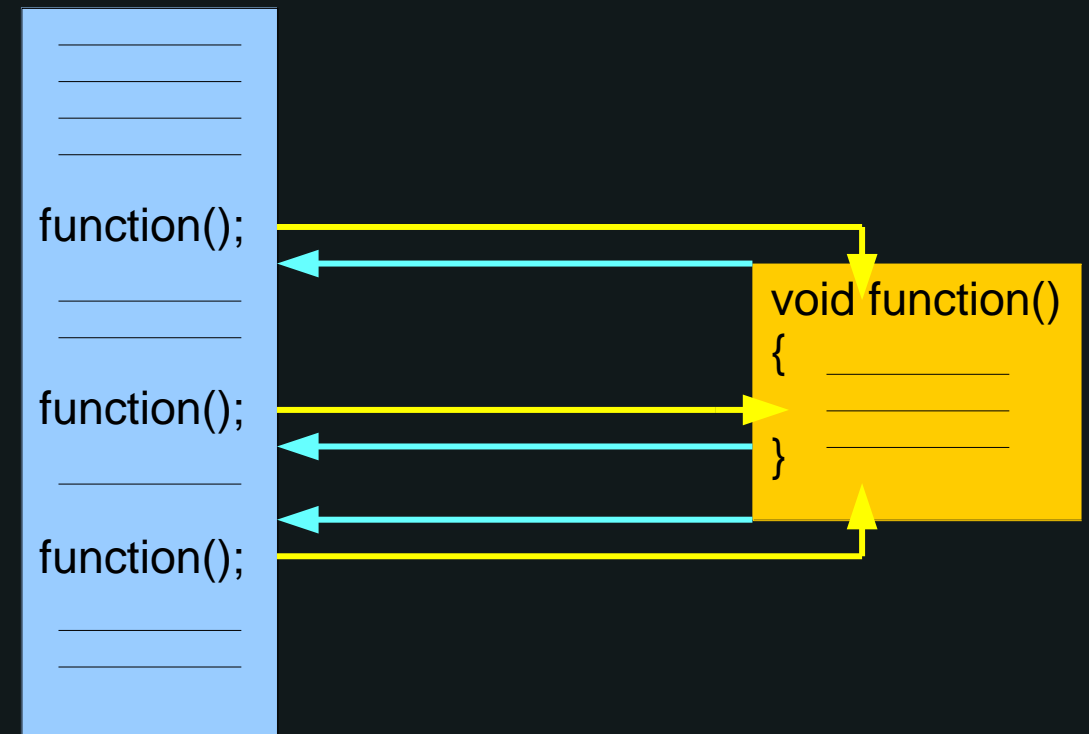 function();
function();
function();
void function()
{
}